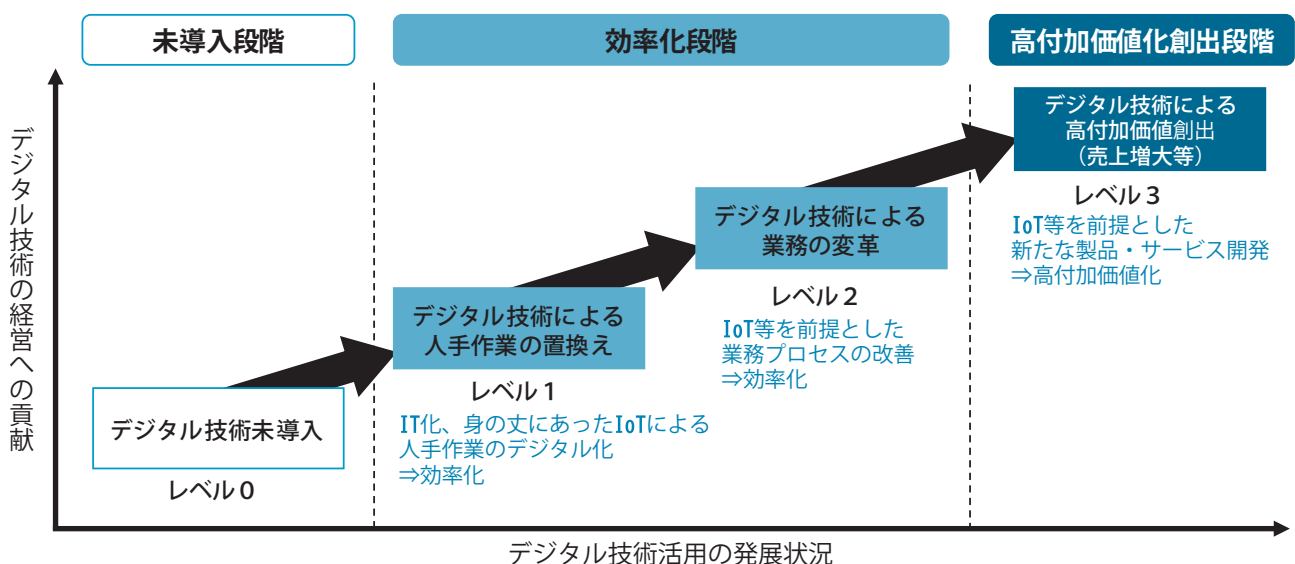 未導入段階
効率化段階
高付加価値化創出段階
デジタル技術の経営への貢献
デジタル技術による
高付加価値創出
（売上増大等）
レベル 3
IoT等を前提とした
新たな製品・サービス開発
⇒高付加価値化
デジタル技術による
業務の変革
レベル 2
IoT等を前提とした
業務プロセスの改善
⇒効率化
デジタル技術による
人手作業の置換え
レベル 1
IT化、身の丈にあったIoTによる
人手作業のデジタル化
⇒効率化
デジタル技術未導入
レベル 0
デジタル技術活用の発展状況